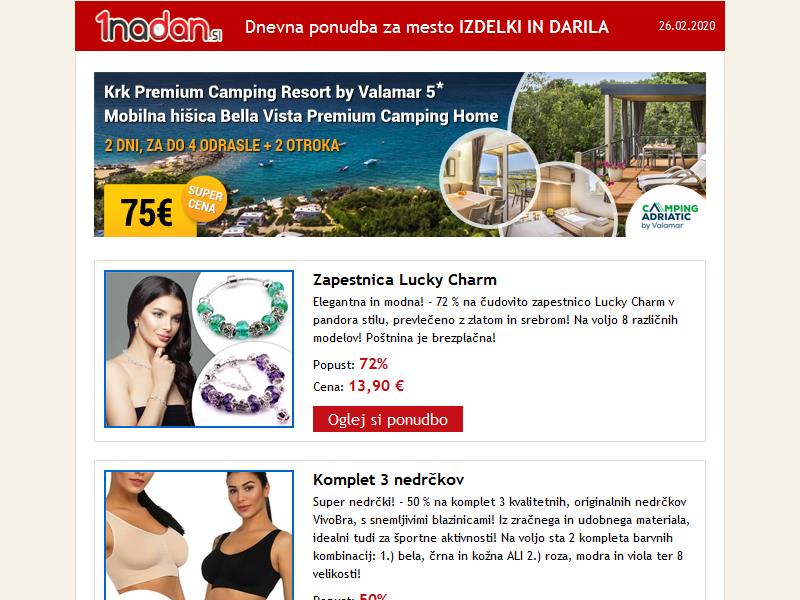 1nadan.si
Dnevna ponudba za mesto IZDELKI IN DARILA
26.02.2020
Krk Premium Camping Resort by Valamar 5*
Mobilna hišica Bella Vista Premium Camping Home
2 DNI, ZA DO 4 ODRASLE + 2 OTROKA
75€
SUPER
CENA
CAMPING
ADRIATIC
by Valamar
Zapestnica Lucky Charm
Elegantna in modna! - 72 % na čudovito zapestnico Lucky Charm v
pandora stilu, prevlečeno z zlatom in srebrom! Na voljo 8 različnih
modelov! Poštnina je brezplačna!
Popust: 72%
Cena: 13,90 €
Oglej si ponudbo
Komplet 3 nedrčkov
Super nedrčki! - 50 % na komplet 3 kvalitetnih, originalnih nedrčkov
VivoBra, s snemljivimi blazinicami! Iz zračnega in udobnega materiala,
idealni tudi za športne aktivnosti! Na voljo sta 2 kompleta barvnih
kombinacij: 1.) bela, črna in kožna ALI 2.) roza, modra in viola ter 8
velikosti!
Popust: 50%